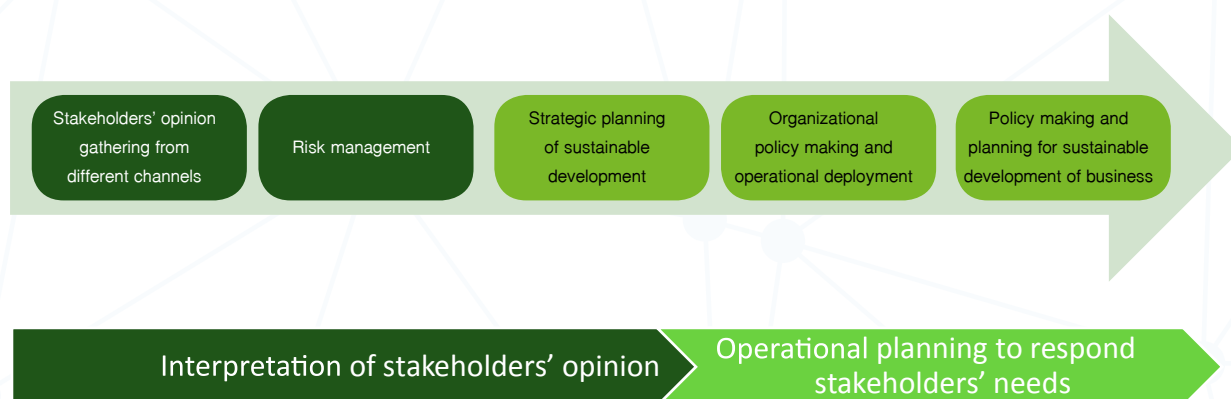 Stakeholders' opinion
gathering from
different channels
Risk management
Strategic planning
of sustainable
development
Organizational
policy making and
operational deployment
Policy making and
planning for sustainable
development of business
Interpretation of stakeholders' opinion
Operational planning to respond
stakeholders' needs